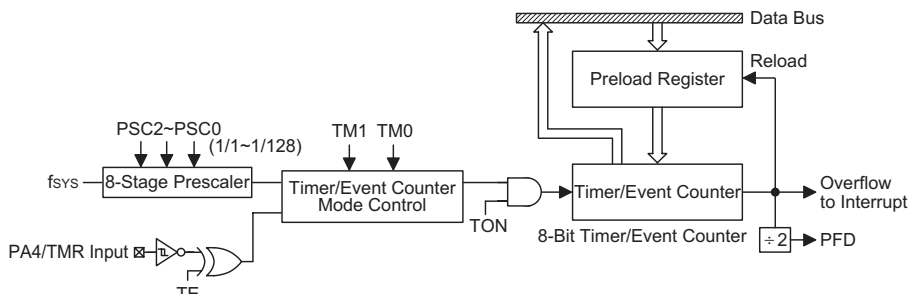 Data Bus
Preload Register
Reload
PSC2~PSC0
(1/1~1/128)
TM1 TM0
fSYS
8-Stage Prescaler
Timer/Event Counter
Mode Control
TON
Timer/Event Counter
8-Bit Timer/Event Counter
Overflow
to Interrupt
÷2
PFD
PA4/TMR Input
TE